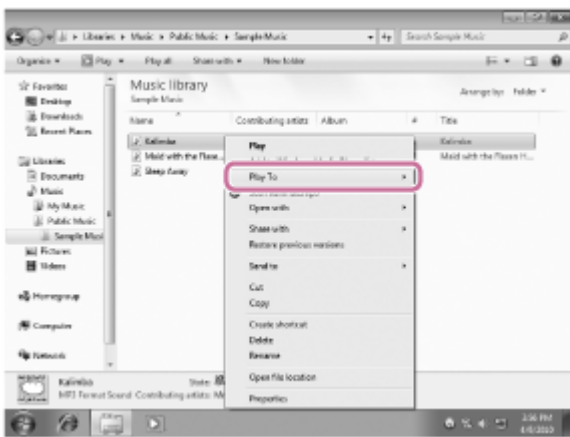 Libraries ▸ Music ▸ Public Music ▸ Sample Music
Search Sample Music
Organize Play Play all Share with New folder
Music library
Sample Music
Arrange by: Folder
Name Contributing artists Album # Title
Favorites
Desktop
Downloads
Recent Places
Libraries
Documents
Music
My Music
Public Music
Sample Musi
Pictures
Videos
Homegroup
Computer
Network
Kalimba Kalimba
Maid with the Flaxe... Maid with the Flaxen H...
Sleep Away
Play
Play To
Open with
Share with
Restore previous versions
Send to
Cut
Copy
Create shortcut
Delete
Rename
Open file location
Properties
Kalimba
MP3 Format Sound
State:
Contributing artists:
3:56 PM